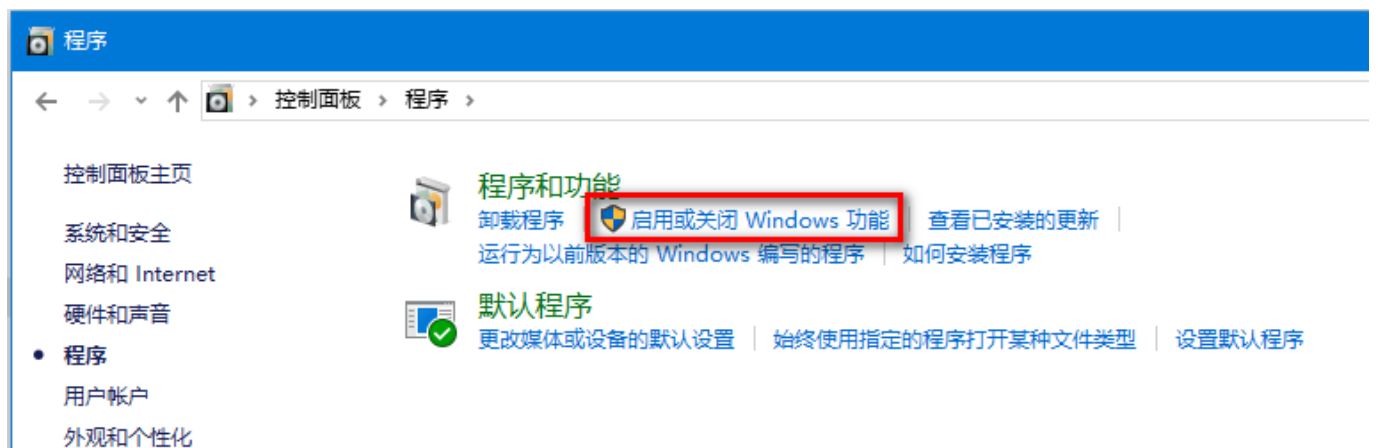 程序
控制面板 › 程序 ›
控制面板主页
系统和安全
网络和 Internet
硬件和声音
程序
用户帐户
外观和个性化
程序和功能
卸载程序 启用或关闭 Windows 功能 查看已安装的更新
运行为以前版本的 Windows 编写的程序 如何安装程序
默认程序
更改媒体或设备的默认设置 始终使用指定的程序打开某种文件类型 设置默认程序